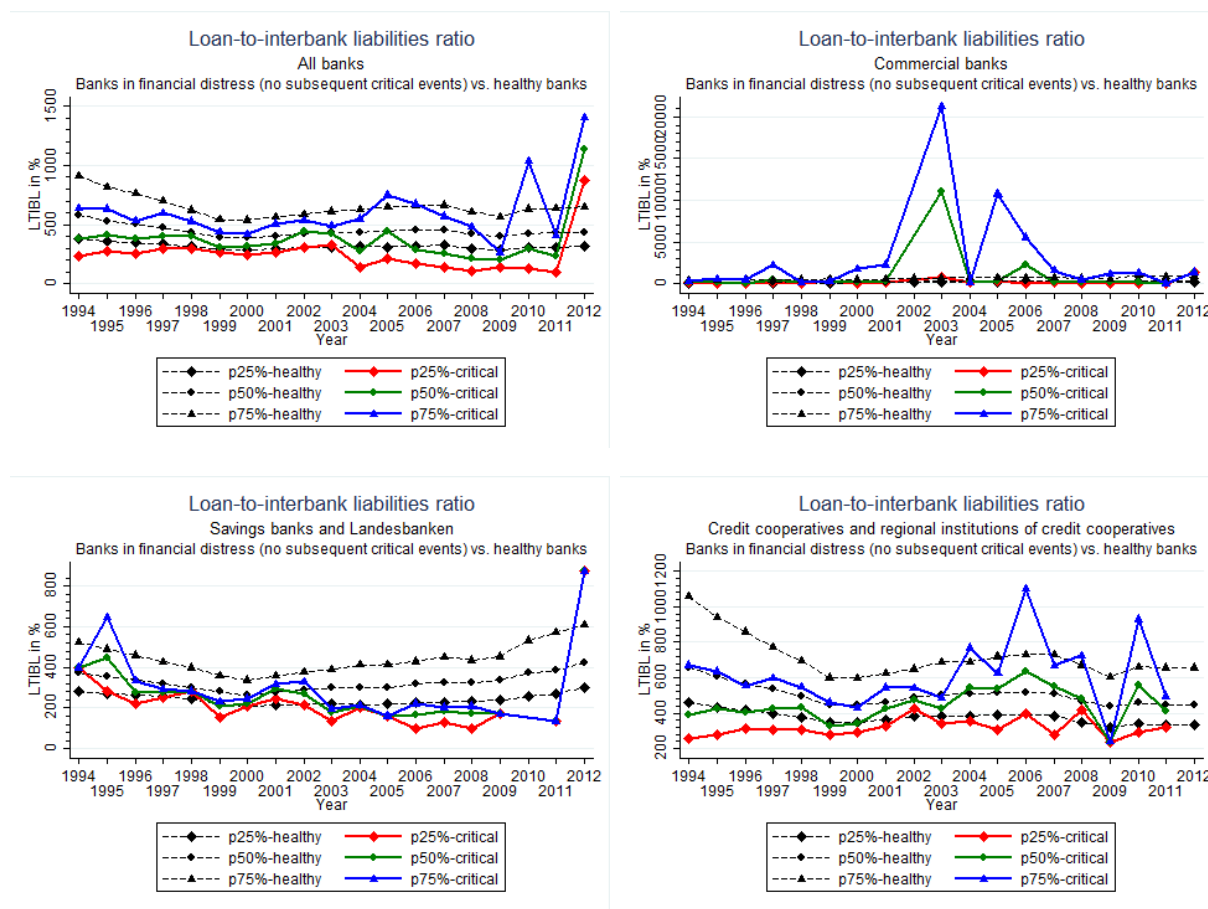 Loan-to-interbank liabilities ratio
All banks
Banks in financial distress (no subsequent critical events) vs. healthy banks
LTIBL in %
0 500 1000 1500
1994 1996 1998 2000 2002 2004 2006 2008 2010 2012
1995 1997 1999 2001 2003 2005 2007 2009 2011
Year
p25%-healthy p25%-critical
p50%-healthy p50%-critical
p75%-healthy p75%-critical
Loan-to-interbank liabilities ratio
Commercial banks
Banks in financial distress (no subsequent critical events) vs. healthy banks
LTIBL in %
0 5000 10000 15000 20000
1994 1996 1998 2000 2002 2004 2006 2008 2010 2012
1995 1997 1999 2001 2003 2005 2007 2009 2011
Year
p25%-healthy p25%-critical
p50%-healthy p50%-critical
p75%-healthy p75%-critical
Loan-to-interbank liabilities ratio
Savings banks and Landesbanken
Banks in financial distress (no subsequent critical events) vs. healthy banks
LTIBL in %
0 200 400 600 800
1994 1996 1998 2000 2002 2004 2006 2008 2010 2012
1995 1997 1999 2001 2003 2005 2007 2009 2011
Year
p25%-healthy p25%-critical
p50%-healthy p50%-critical
p75%-healthy p75%-critical
Loan-to-interbank liabilities ratio
Credit cooperatives and regional institutions of credit cooperatives
Banks in financial distress (no subsequent critical events) vs. healthy banks
LTIBL in %
200 400 600 800 1000 1200
1994 1996 1998 2000 2002 2004 2006 2008 2010 2012
1995 1997 1999 2001 2003 2005 2007 2009 2011
Year
p25%-healthy p25%-critical
p50%-healthy p50%-critical
p75%-healthy p75%-critical